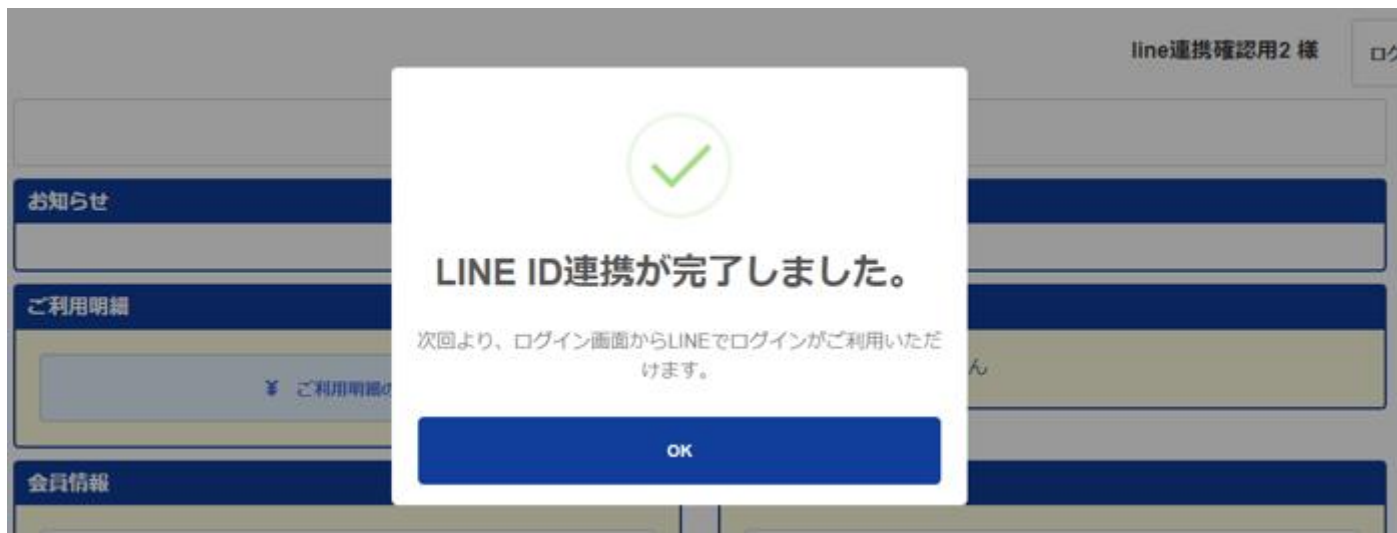 line連携確認用2 様
ログ
お知らせ
LINE ID連携が完了しました。
ご利用明細
次回より、ログイン画面からLINEでログインがご利用いただ
けます。
ん
¥ ご利用明細の
OK
会員情報